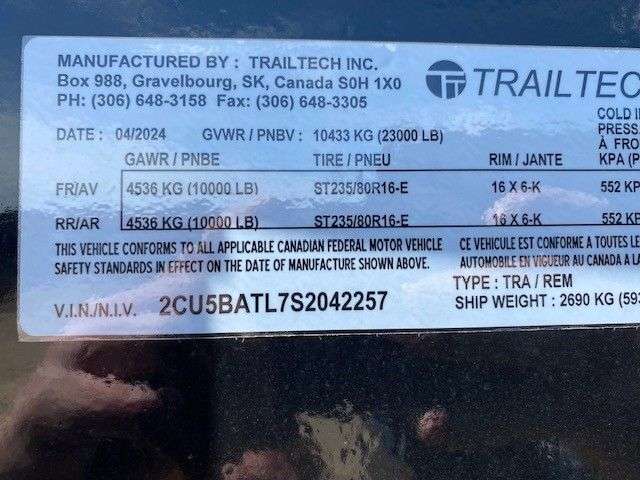 MANUFACTURED BY : TRAILTECH INC.
Box 988, Gravelbourg, SK, Canada S0H 1X0
PH: (306) 648-3158 Fax: (306) 648-3305
TRAILTECH
DATE : 04/2024 GVWR / PNBV : 10433 KG (23000 LB)
COLD
PRESS
À FRO
KPA (P
GAWR / PNBE TIRE / PNEU RIM / JANTE
FR/AV 4536 KG (10000 LB) ST235/80R16-E 16 X 6-K 552 KP
RR/AR 4536 KG (10000 LB) ST235/80R16-E 16 X 6-K 552 KP
THIS VEHICLE CONFORMS TO ALL APPLICABLE CANADIAN FEDERAL MOTOR VEHICLE
SAFETY STANDARDS IN EFFECT ON THE DATE OF MANUFACTURE SHOWN ABOVE.
CE VEHICULE EST CONFORME A TOUTES LE
AUTOMOBILE EN VIGUEUR AU CANADA A LA
TYPE : TRA / REM
V.I.N./N.I.V. 2CU5BATL7S2042257
SHIP WEIGHT : 2690 KG (593